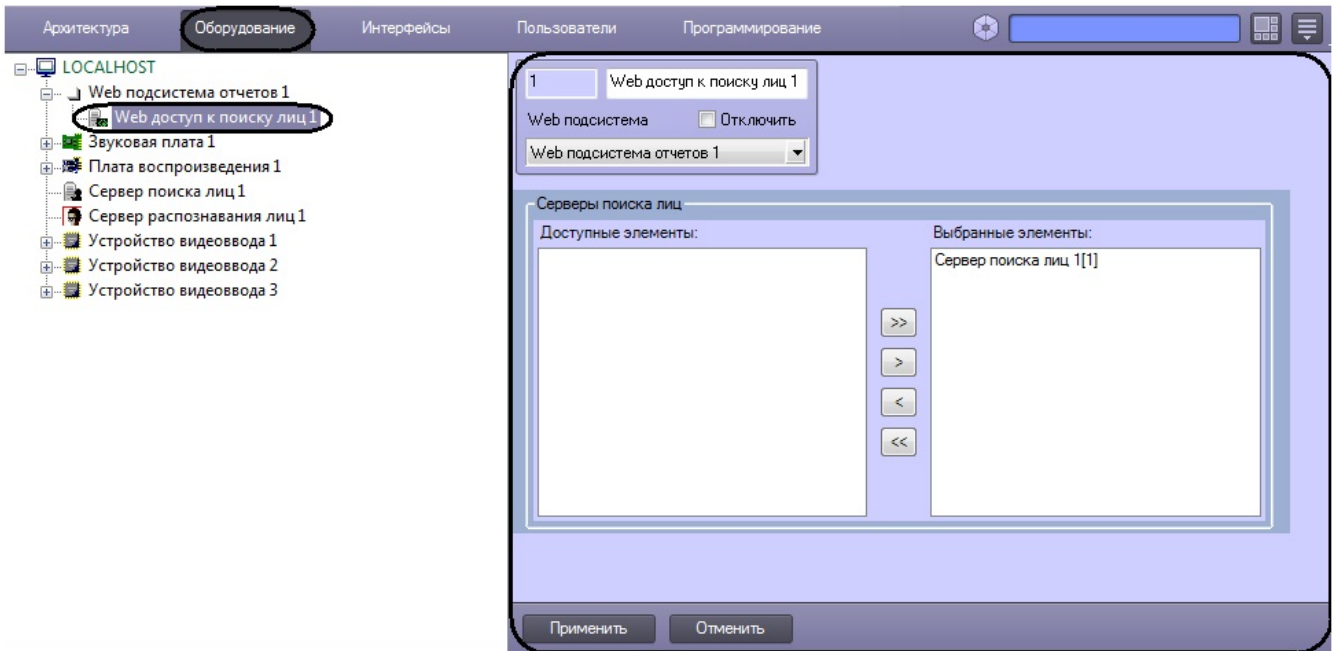 Архитектура Оборудование Интерфейсы Пользователи Программирование
LOCALHOST
Web подсистема отчетов 1
Web доступ к поиску лиц 1
Звуковая плата 1
Плата воспроизведения 1
Сервер поиска лиц 1
Сервер распознавания лиц 1
Устройство видеоввода 1
Устройство видеоввода 2
Устройство видеоввода 3
1 Web доступ к поиску лиц 1
Web подсистема Отключить
Web подсистема отчетов 1
Серверы поиска лиц
Доступные элементы: Выбранные элементы:
Сервер поиска лиц 1[1]
>>
>
<
<<
Применить Отменить